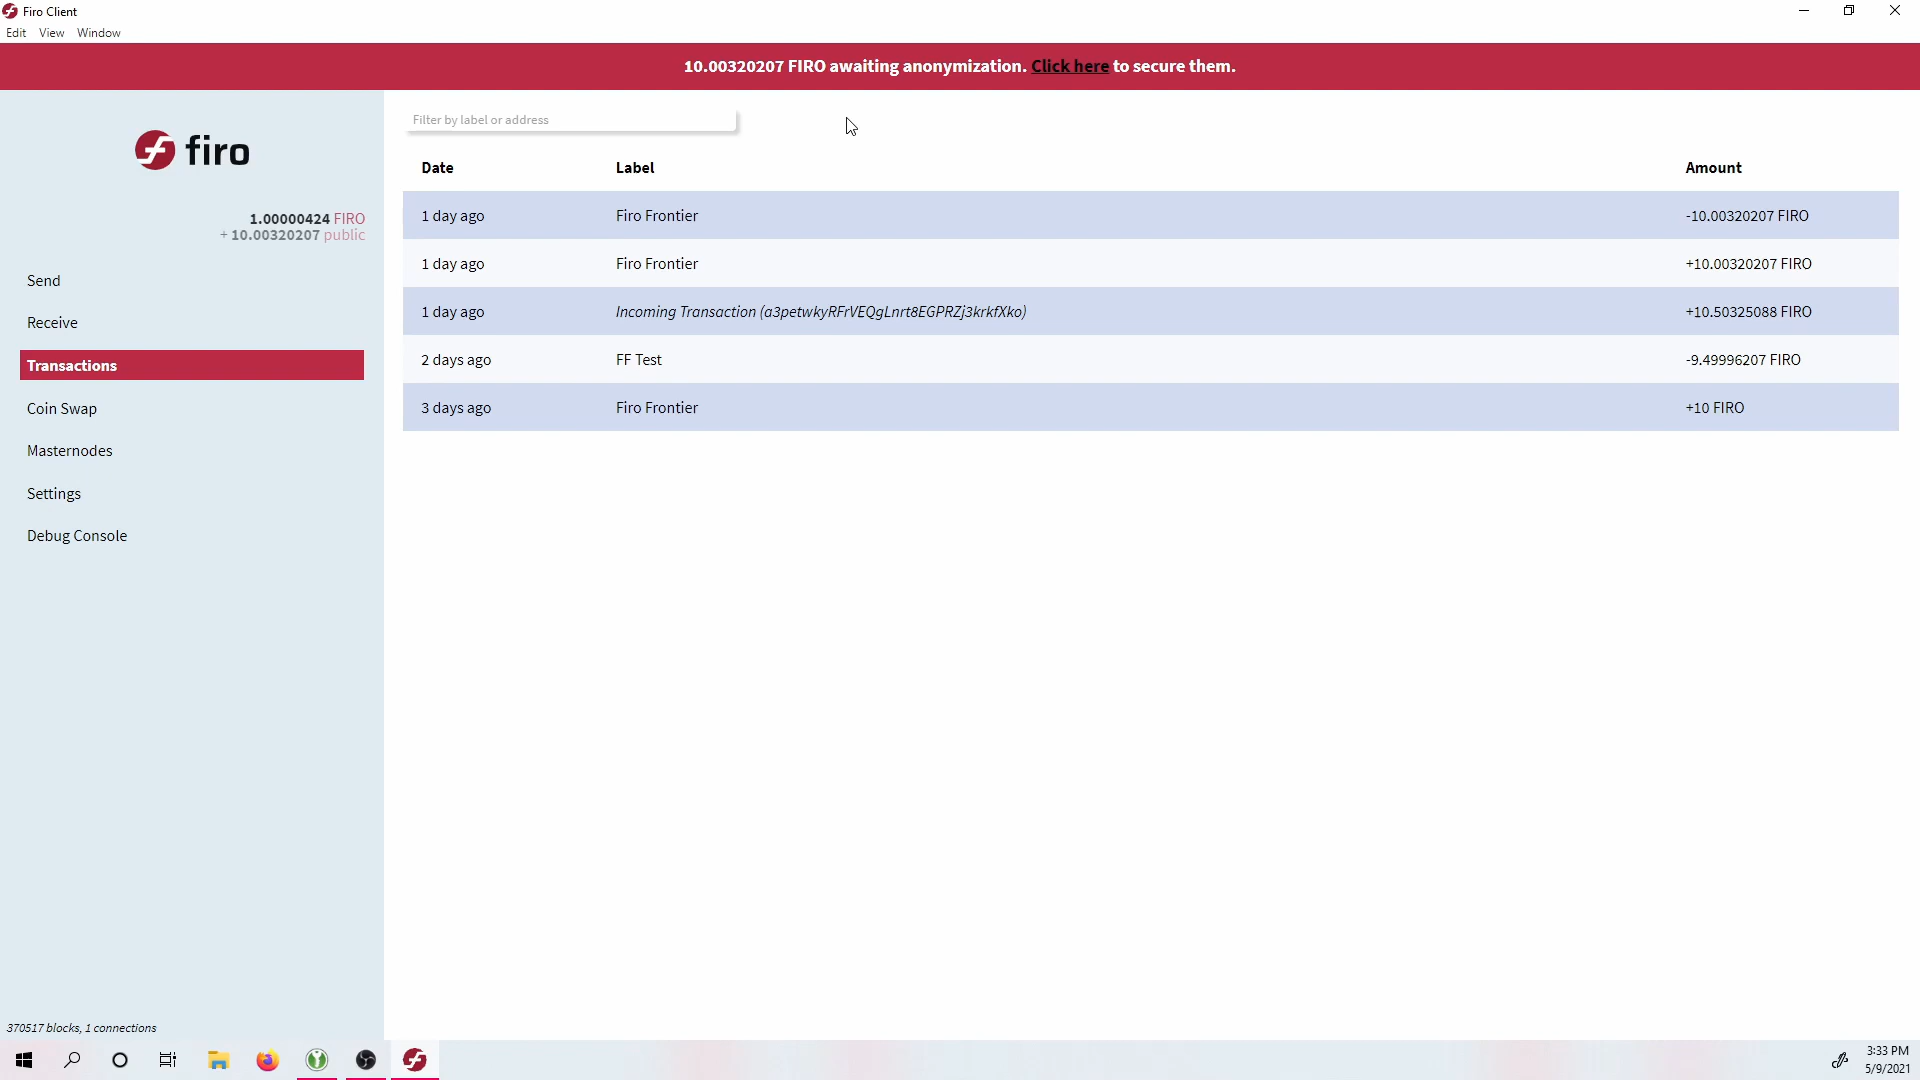 Firo Client
Edit View Window
10.00320207 FIRO awaiting anonymization. Click here to secure them.
firo
1.00000424 FIRO
+ 10.00320207 public
Send
Receive
Transactions
Coin Swap
Masternodes
Settings
Debug Console
370517 blocks, 1 connections
Filter by label or address
Date Label Amount
1 day ago Firo Frontier -10.00320207 FIRO
1 day ago Firo Frontier +10.00320207 FIRO
1 day ago Incoming Transaction (a3petwkyRFrVEQgLnrt8EGPRZj3krkfXko) +10.50325088 FIRO
2 days ago FF Test -9.49996207 FIRO
3 days ago Firo Frontier +10 FIRO
3:33 PM
5/9/2021